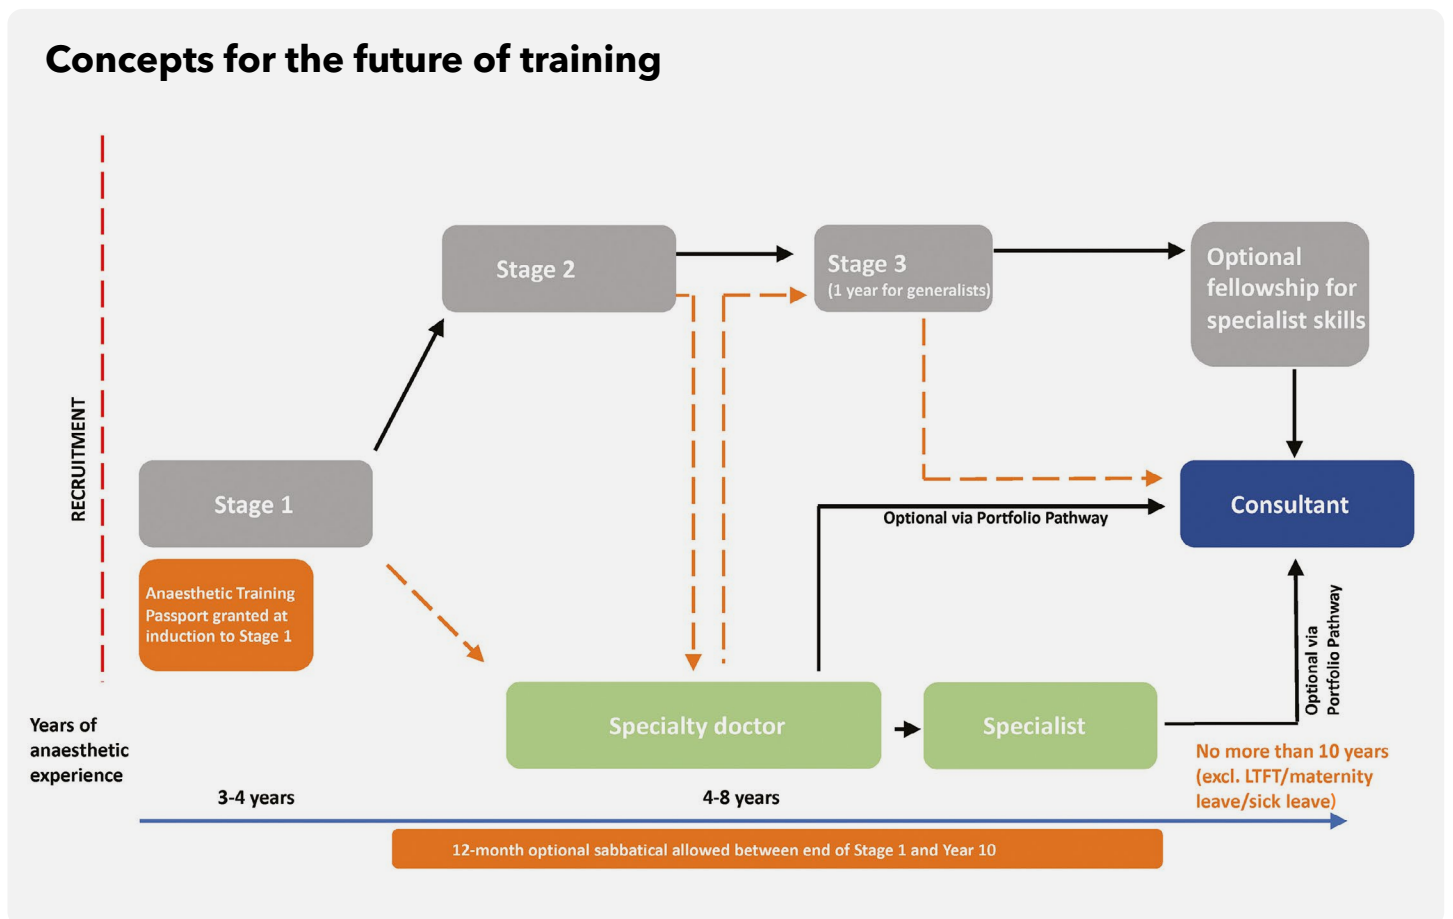 Concepts for the future of training
RECRUITMENT
Stage 2
Stage 3
(1 year for generalists)
Optional
fellowship for
specialist skills
Stage 1
Optional via Portfolio Pathway
Consultant
Anaesthetic Training
Passport granted at
induction to Stage 1
Optional via
Portfolio Pathway
Specialty doctor
Specialist
Years of
anaesthetic
experience
No more than 10 years
(excl. LTFT/maternity
leave/sick leave)
3-4 years
4-8 years
12-month optional sabbatical allowed between end of Stage 1 and Year 10